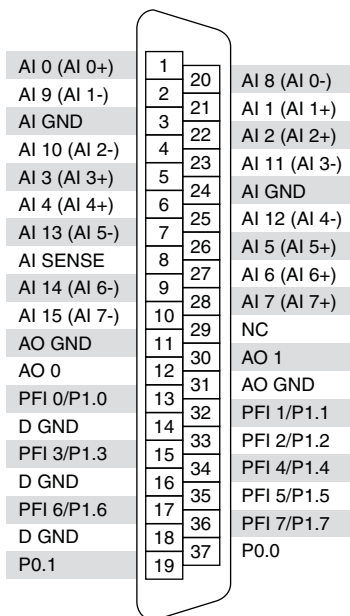 AI 0 (AI 0+) 1
20 AI 8 (AI 0-)
AI 9 (AI 1-) 2
21 AI 1 (AI 1+)
AI GND 3
22 AI 2 (AI 2+)
AI 10 (AI 2-) 4
23 AI 11 (AI 3-)
AI 3 (AI 3+) 5
24 AI GND
AI 4 (AI 4+) 6
25 AI 12 (AI 4-)
AI 13 (AI 5-) 7
26 AI 5 (AI 5+)
AI SENSE 8
27 AI 6 (AI 6+)
AI 14 (AI 6-) 9
28 AI 7 (AI 7+)
AI 15 (AI 7-) 10
29 NC
AO GND 11
30 AO 1
AO 0 12
31 AO GND
PFI 0/P1.0 13
32 PFI 1/P1.1
D GND 14
33 PFI 2/P1.2
PFI 3/P1.3 15
34 PFI 4/P1.4
D GND 16
35 PFI 5/P1.5
PFI 6/P1.6 17
36 PFI 7/P1.7
D GND 18
37 P0.0
P0.1 19